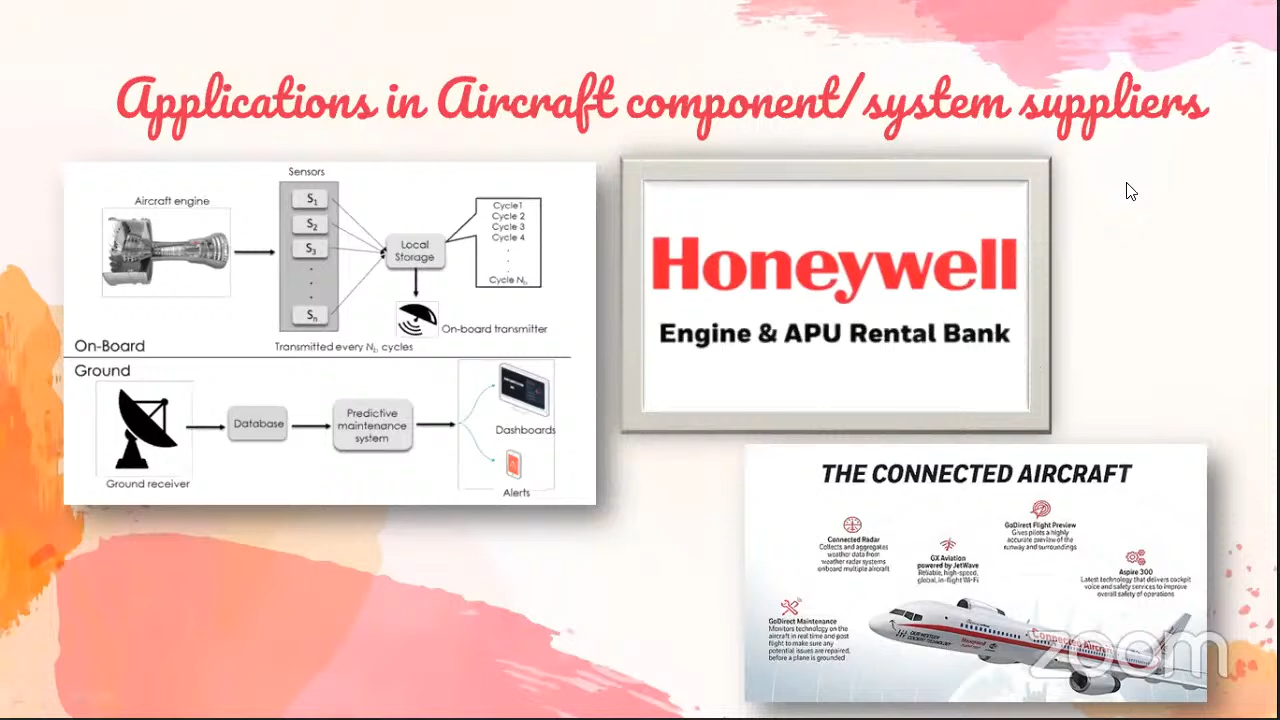 Applications in Aircraft component/system suppliers
Sensors
Aircraft engine
S1
S2
S3
Sn
Local
Storage
Cycle1
Cycle 2
Cycle 3
Cycle 4
Cycle Nb
On-board transmitter
On-Board
Transmitted every Nb cycles
Ground
Ground receiver
Database
Predictive
maintenance
system
Dashboards
Alerts
Honeywell
Engine & APU Rental Bank
THE CONNECTED AIRCRAFT
Connected Radar
Collects and aggregates
weather data from
weather radar systems
onboard multiple aircraft
GX Aviation
powered by JetWave
Reliable, high-speed,
global, in-flight Wi-Fi
GoDirect Flight Preview
Gives pilots a highly
accurate preview of the
runway and surroundings
Aspire 300
Latest technology that delivers cockpit
voice and safety services to improve
overall safety of operations
GoDirect Maintenance
Monitors technology on the
aircraft in real time and post
flight to make sure any
potential issues are repaired,
before a plane is grounded
Connected Aircraft
zoom